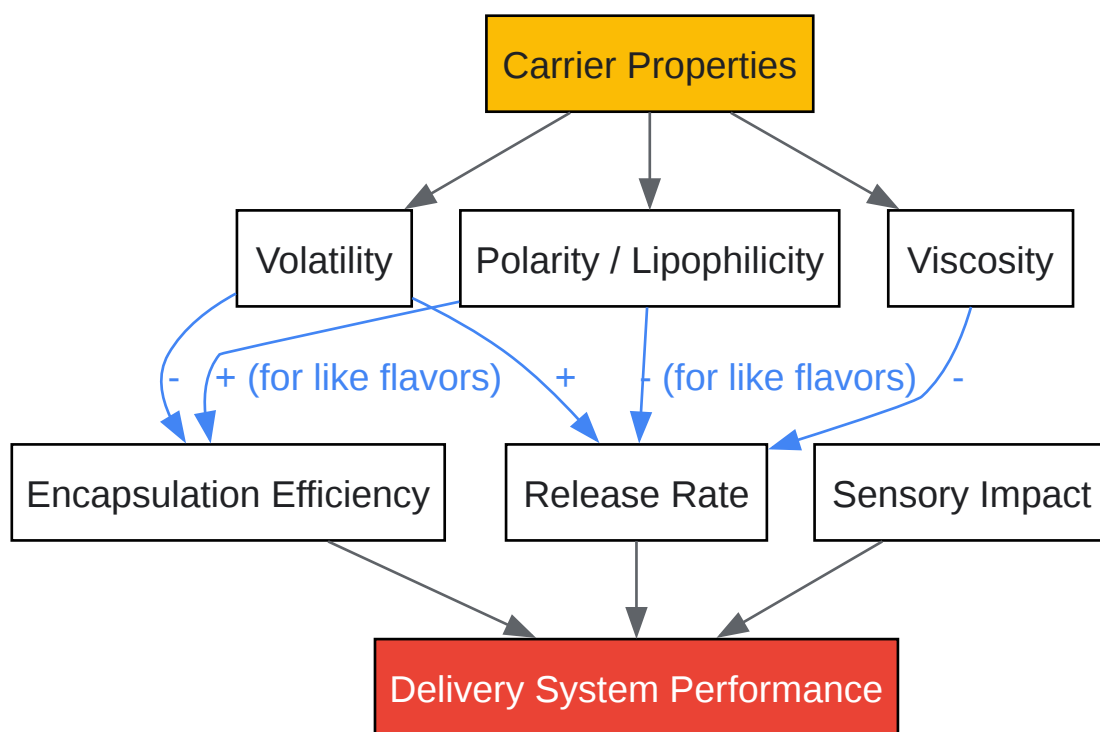 Carrier Properties
Volatility
Polarity / Lipophilicity
Viscosity
-
+ (for like flavors)
+
- (for like flavors)
-
Encapsulation Efficiency
Release Rate
Sensory Impact
Delivery System Performance